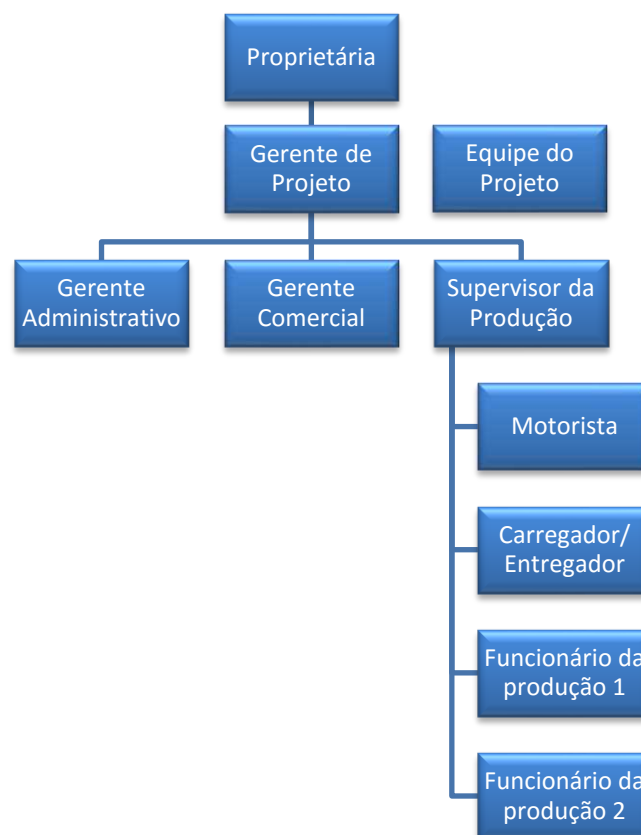 Proprietária
Gerente de
Projeto
Equipe do
Projeto
Gerente
Administrativo
Gerente
Comercial
Supervisor da
Produção
Motorista
Carregador/
Entregador
Funcionário da
produção 1
Funcionário da
produção 2